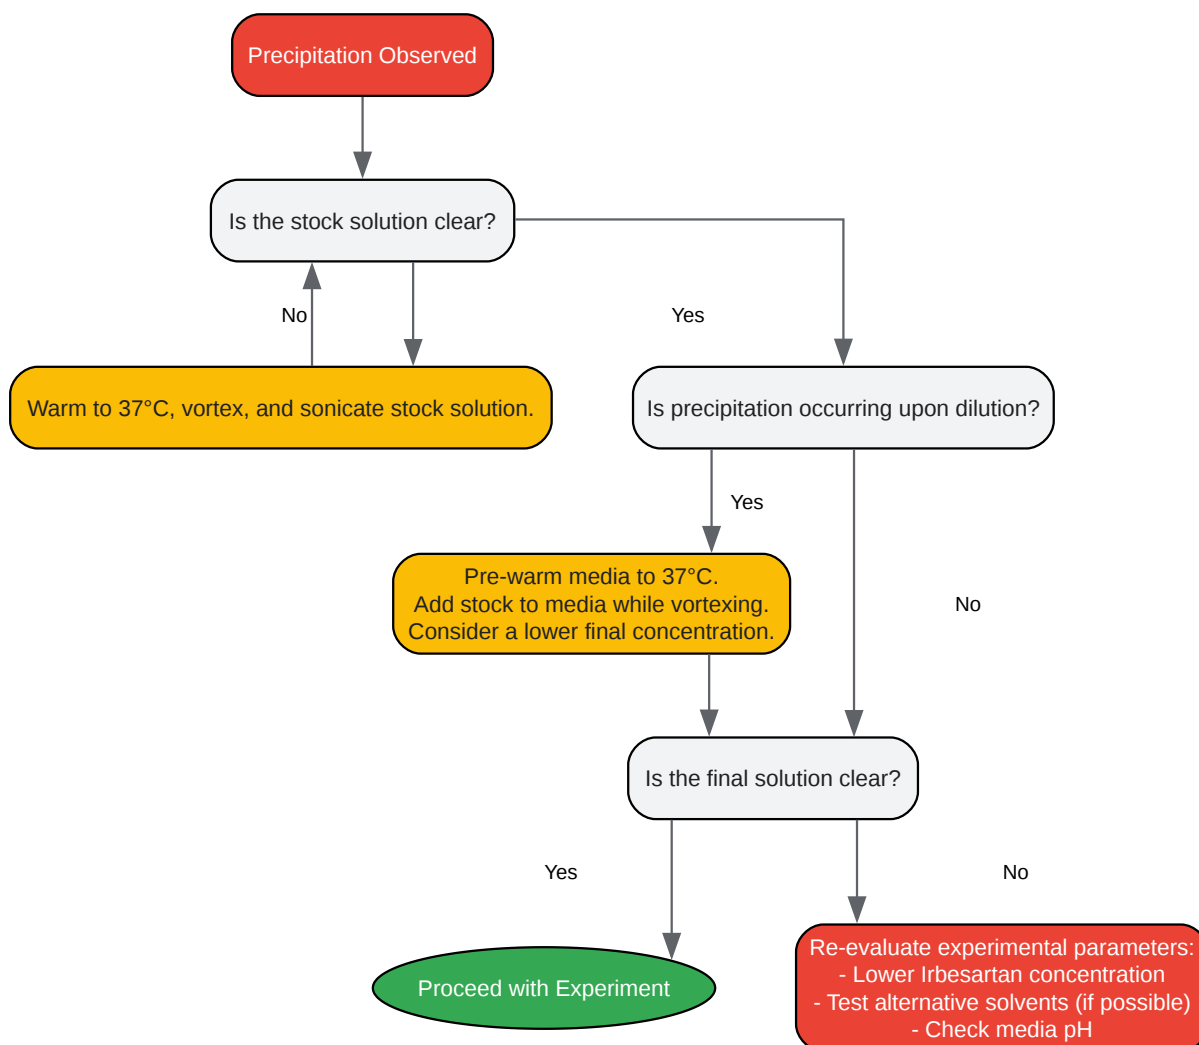 Precipitation Observed
Is the stock solution clear?
No
Yes
Warm to 37°C, vortex, and sonicate stock solution.
Is precipitation occurring upon dilution?
Yes
Pre-warm media to 37°C.
Add stock to media while vortexing.
Consider a lower final concentration.
No
Is the final solution clear?
Yes
No
Proceed with Experiment
Re-evaluate experimental parameters:
- Lower Irbesartan concentration
- Test alternative solvents (if possible)
- Check media pH